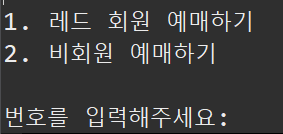 1. 레드 회원 예매하기
2. 비회원 예매하기
번호를 입력해주세요: